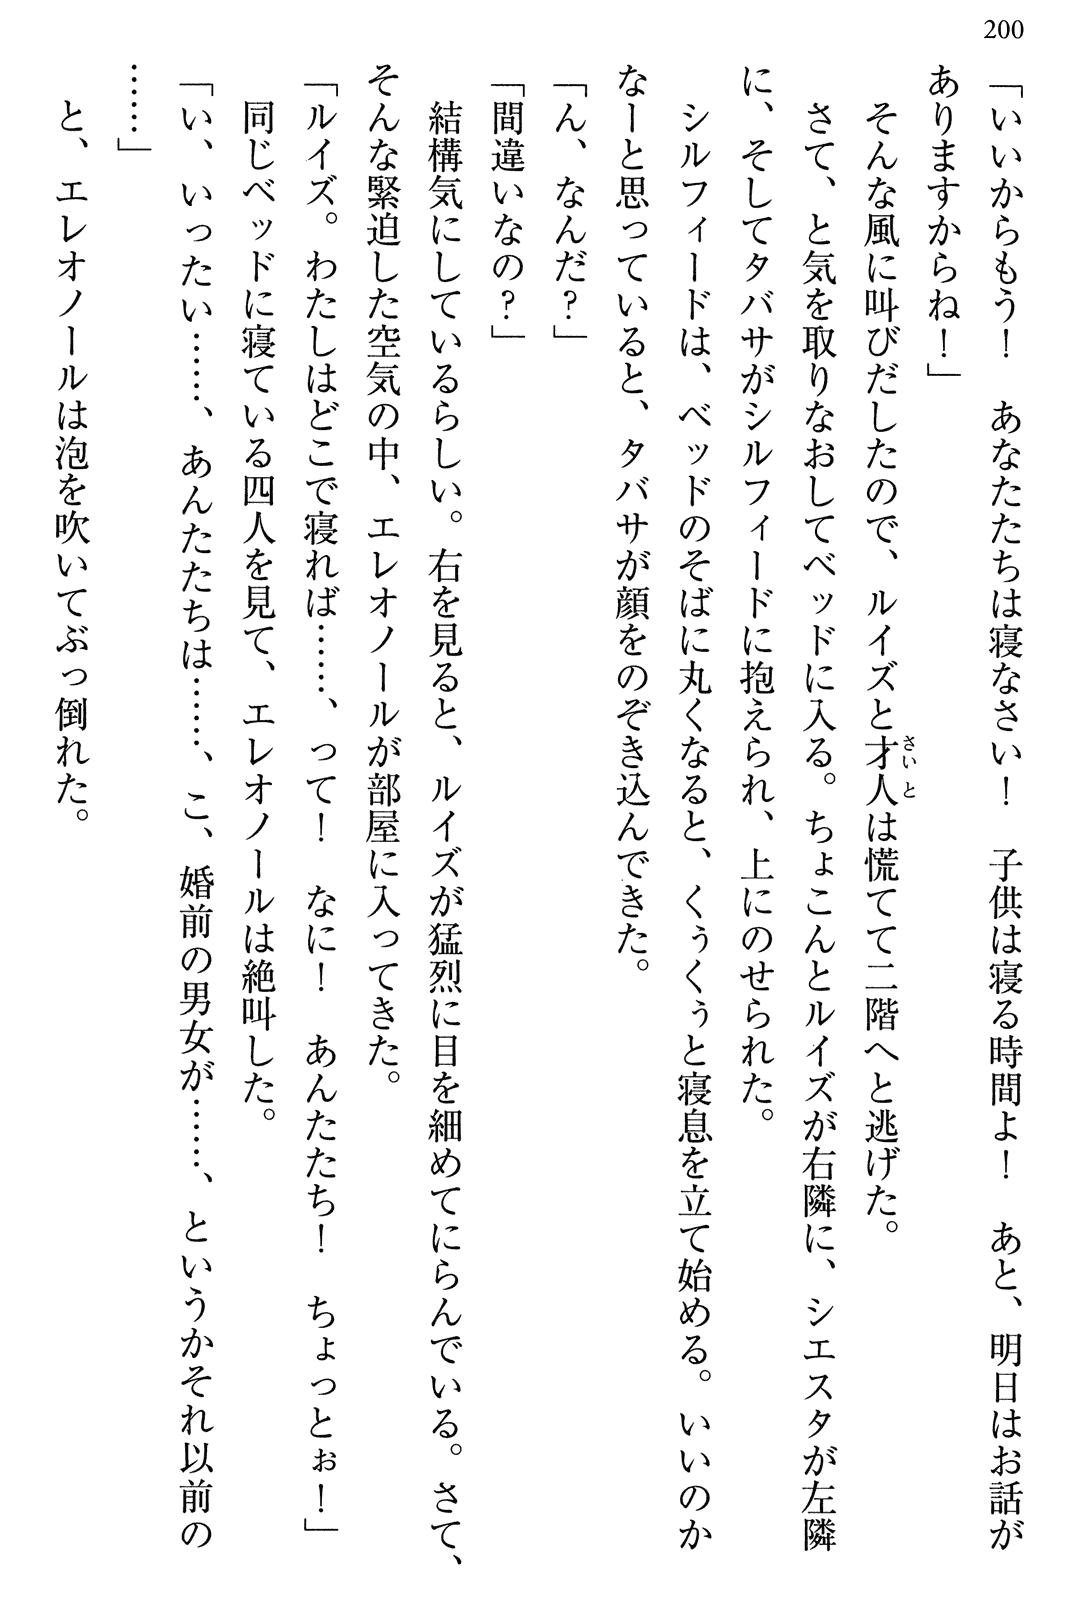 200
「いいからもう！　あなたたちは寝なさい！　子供は寝る時間よ！　あと、明日はお話が
ありますからね！」
　そんな風に叫びだしたので、ルイズと才人は慌てて二階へと逃げた。
さいと
　さて、と気を取りなおしてベッドに入る。ちょこんとルイズが右隣に、シエスタが左隣
に、そしてタバサがシルフィードに抱えられ、上にのせられた。
　シルフィードは、ベッドのそばに丸くなると、くぅくぅと寝息を立て始める。いいのか
なーと思っていると、タバサが顔をのぞき込んできた。
「ん、なんだ？」
「間違いなの？」
　結構気にしているらしい。右を見ると、ルイズが猛烈に目を細めてにらんでいる。さて、
そんな緊迫した空気の中、エレオノールが部屋に入ってきた。
「ルイズ。わたしはどこで寝れば……、って！　なに！　あんたたち！　ちょっとぉ！」
　同じベッドに寝ている四人を見て、エレオノールは絶叫した。
「い、いったい……、あんたたちは……、こ、婚前の男女が……、というかそれ以前の
……」
　と、エレオノールは泡を吹いてぶっ倒れた。